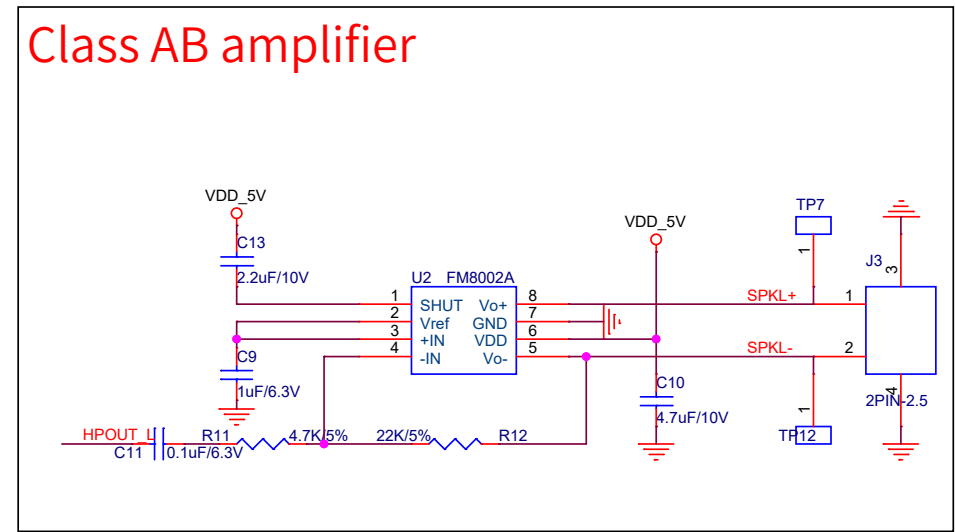 Class AB amplifier
VDD_5V
C13
2.2uF/10V
U2 FM8002A
1 SHUT Vo+ 8
2 Vref GND 7
3 +IN VDD 6
4 -IN Vo- 5
C9
1uF/6.3V
HPOUT_L
C11 0.1uF/6.3V
R11 4.7K/5%
22K/5% R12
VDD_5V
C10
4.7uF/10V
TP7
1
SPKL+
SPKL-
1
TP12
J3
3
1
2
4
2PIN-2.5